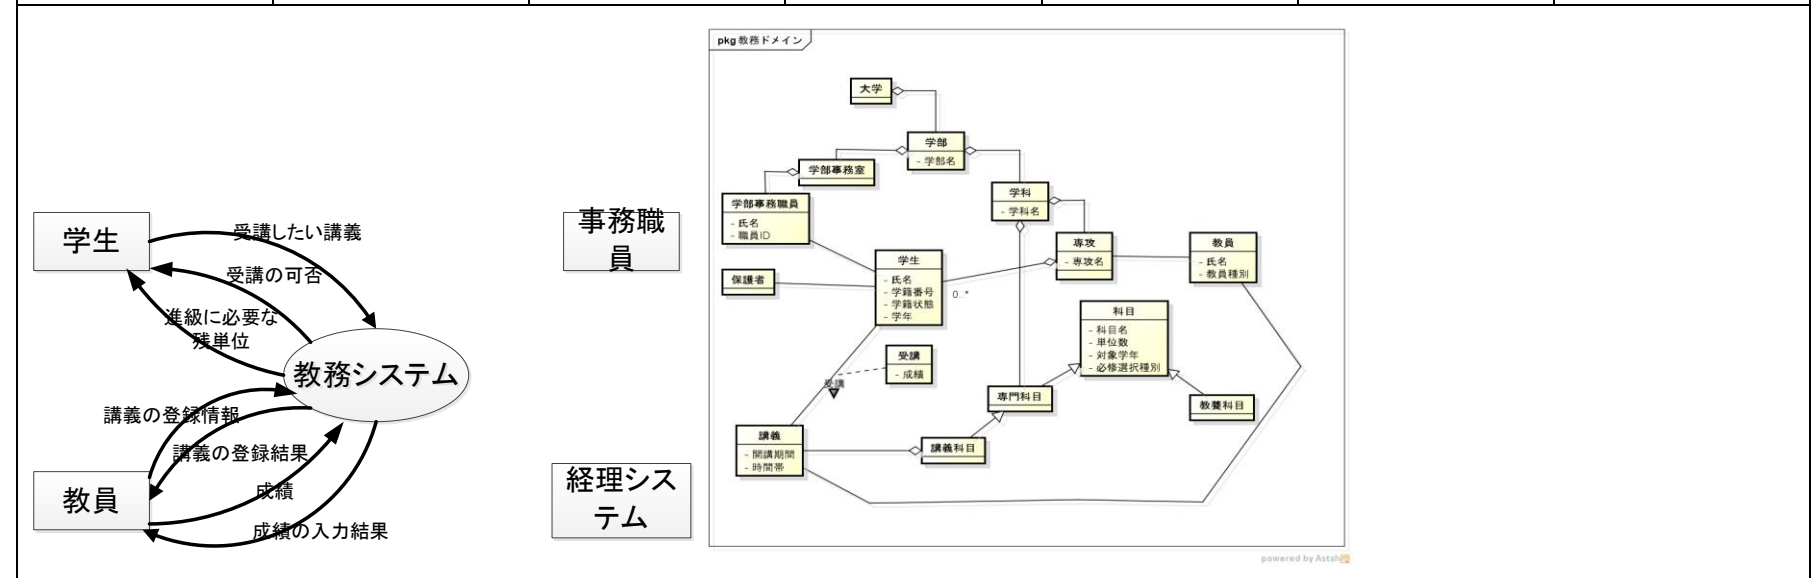 学生
受講したい講義
受講の可否
進級に必要な
残単位
教務システム
講義の登録情報
講義の登録結果
教員
成績
成績の入力結果
事務職
員
経理シス
テム
pkg 教務ドメイン
大学
学部
- 学部名
学部事務室
学部事務職員
- 氏名
- 職員ID
学科
- 学科名
専攻
- 専攻名
教員
- 氏名
- 教員種別
保護者
学生
- 氏名
- 学籍番号
- 学籍状態
- 学年
0..*
科目
- 科目名
- 単位数
- 対象学年
- 必修選択種別
受講
- 成績
受講
専門科目
教養科目
講義
- 開講期間
- 時間帯
講義科目
powered by Astah